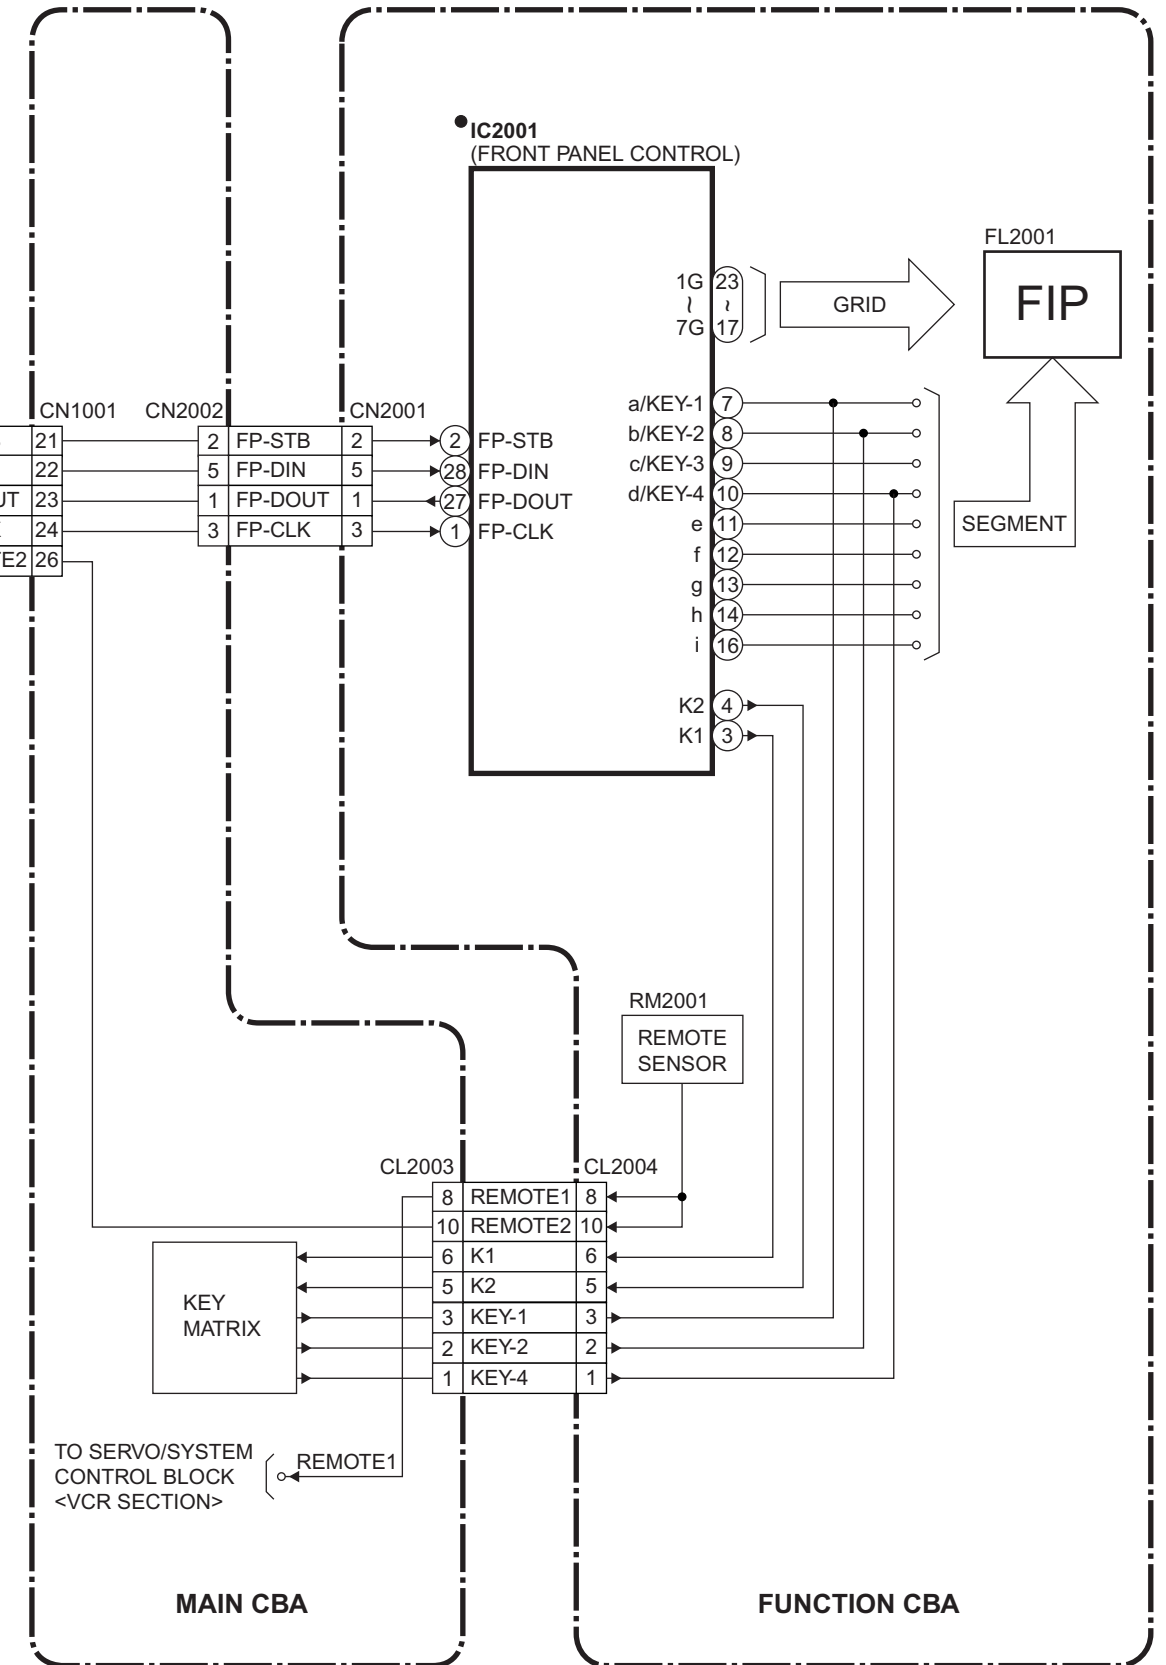 IC2001
(FRONT PANEL CONTROL)
FL2001
FIP
1G 23
~ ~
7G 17
GRID
a/KEY-1 7
b/KEY-2 8
c/KEY-3 9
d/KEY-4 10
e 11
f 12
g 13
h 14
i 16
SEGMENT
K2 4
K1 3
CN1001 CN2002 CN2001
21 2 FP-STB 2 2 FP-STB
22 5 FP-DIN 5 28 FP-DIN
UT 23 1 FP-DOUT 1 27 FP-DOUT
24 3 FP-CLK 3 1 FP-CLK
E2 26
RM2001
REMOTE
SENSOR
CL2003 CL2004
8 REMOTE1 8
10 REMOTE2 10
6 K1 6
5 K2 5
3 KEY-1 3
2 KEY-2 2
1 KEY-4 1
KEY
MATRIX
TO SERVO/SYSTEM
CONTROL BLOCK
<VCR SECTION>
REMOTE1
MAIN CBA
FUNCTION CBA